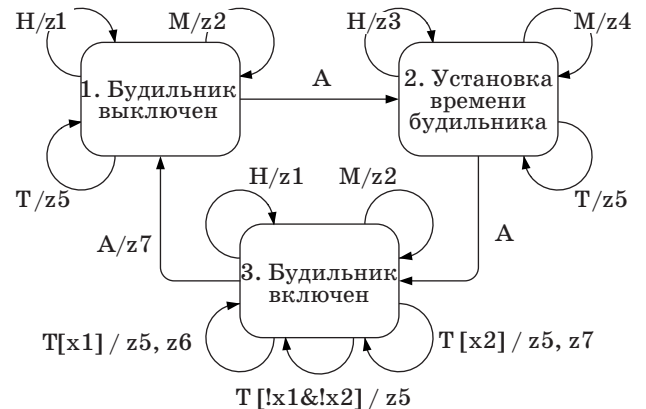 H/z1
M/z2
H/z3
M/z4
1. Будильник
выключен
A
2. Установка
времени
будильника
T/z5
T/z5
H/z1
M/z2
A
A/z7
3. Будильник
включен
T[x1] / z5, z6
T [x2] / z5, z7
T [!x1&!x2] / z5